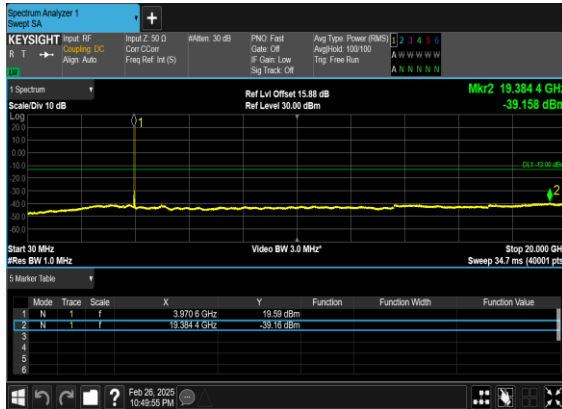 Spectrum Analyzer 1
Swept SA
KEYSIGHT
R T
LXI
Input: RF
Coupling: DC
Align: Auto
Input Z: 50 Ω
Corr CCorr
Freq Ref: Int (S)
#Atten: 30 dB
PNO: Fast
Gate: Off
IF Gain: Low
Sig Track: Off
Avg Type: Power (RMS)
Avg|Hold: 100/100
Trig: Free Run
1 2 3 4 5 6
A W W W W W
A N N N N N
1 Spectrum
Scale/Div 10 dB
Ref Lvl Offset 15.88 dB
Ref Level 30.00 dBm
Mkr2 19.384 4 GHz
-39.158 dBm
Log
20.0
10.0
0.00
-10.0
-20.0
-30.0
-40.0
-50.0
-60.0
1
DL1 -13.00 dBm
2
Start 30 MHz
#Res BW 1.0 MHz
Video BW 3.0 MHz*
Stop 20.000 GHz
Sweep 34.7 ms (40001 pts)
5 Marker Table
Mode Trace Scale X Y Function Function Width Function Value
1 N 1 f 3.970 6 GHz 19.59 dBm
2 N 1 f 19.384 4 GHz -39.16 dBm
3
4
5
6
?
Feb 26, 2025
10:49:55 PM